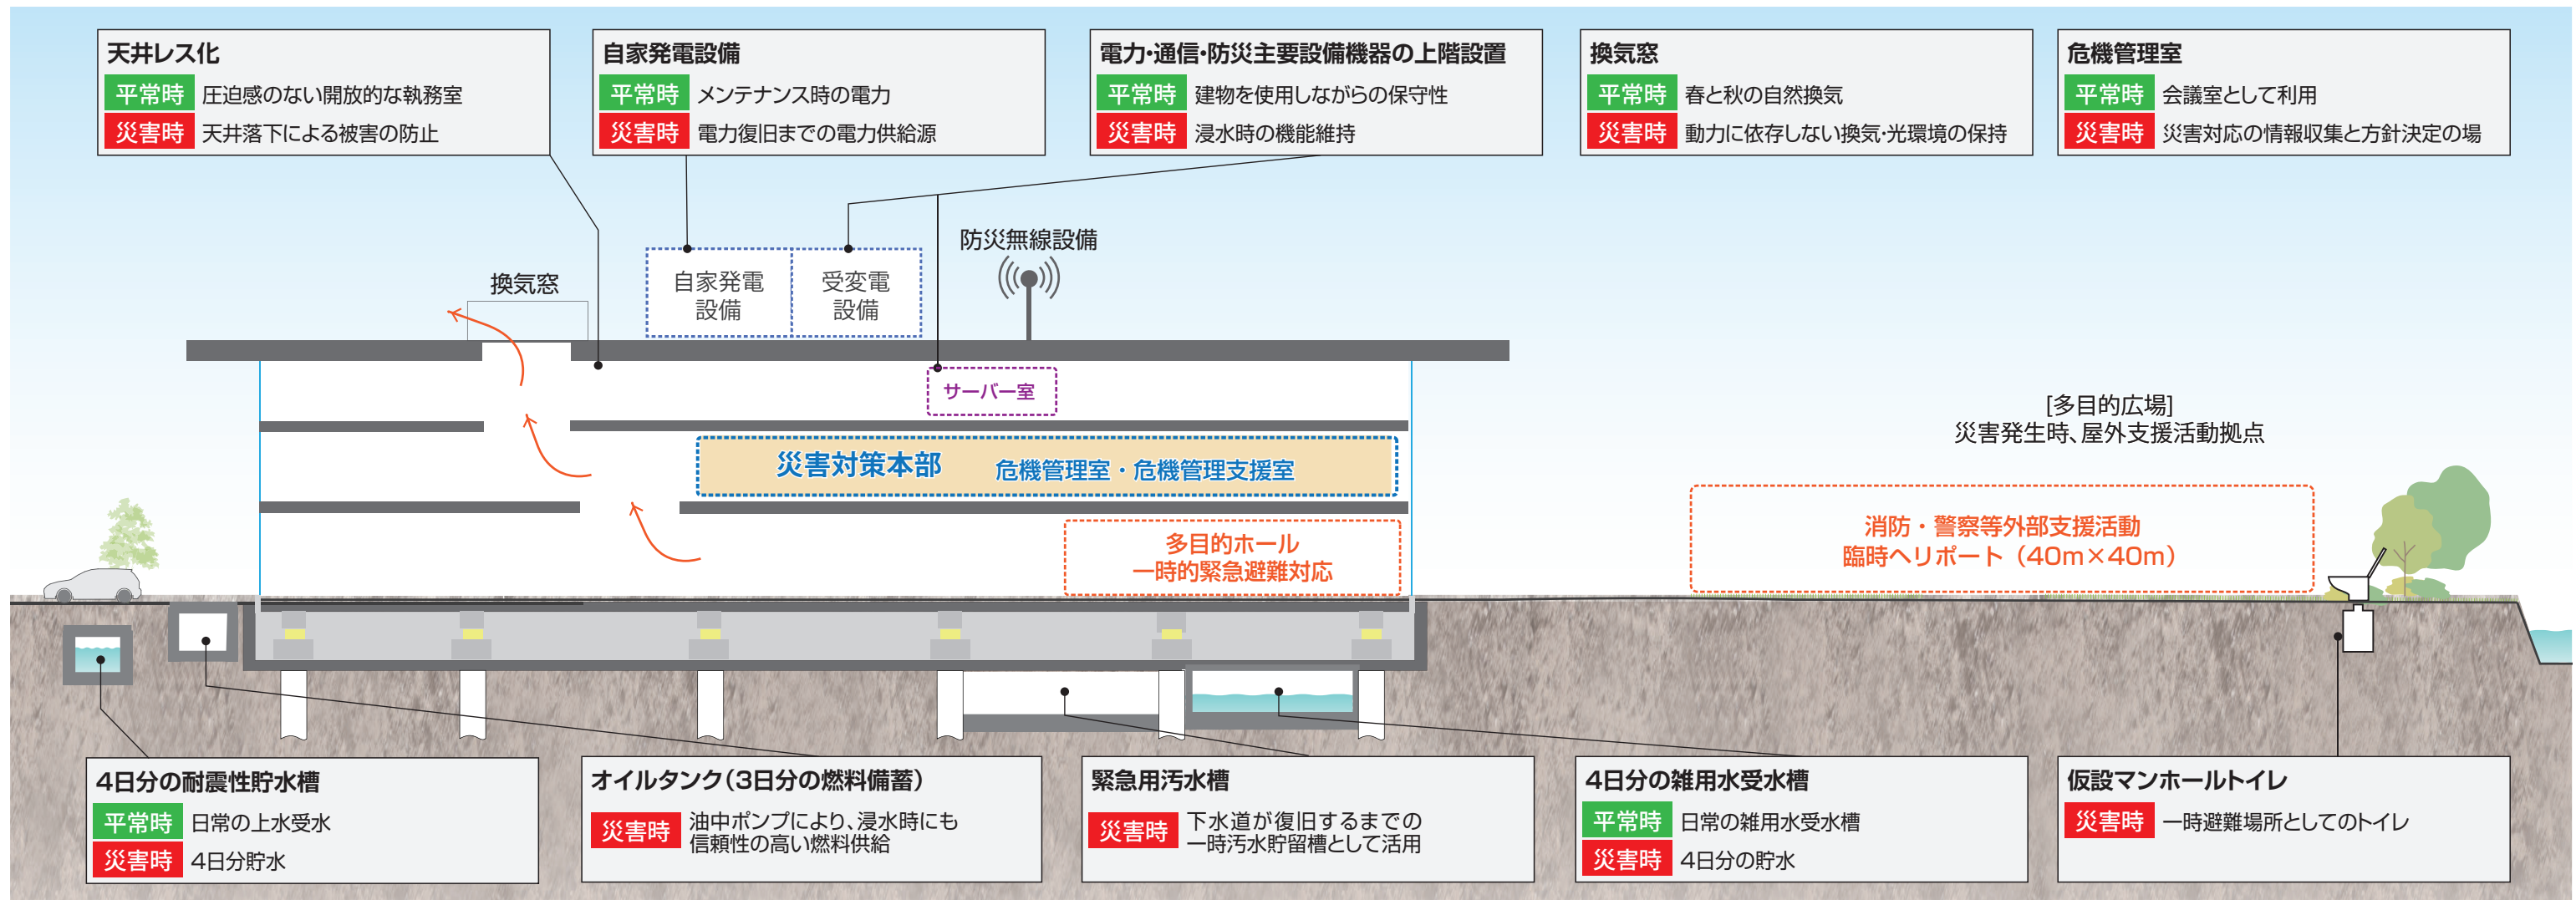 天井レス化
平常時 圧迫感のない開放的な執務室
災害時 天井落下による被害の防止
自家発電設備
平常時 メンテナンス時の電力
災害時 電力復旧までの電力供給源
電力・通信・防災主要設備機器の上階設置
平常時 建物を使用しながらの保守性
災害時 浸水時の機能維持
換気窓
平常時 春と秋の自然換気
災害時 動力に依存しない換気・光環境の保持
危機管理室
平常時 会議室として利用
災害時 災害対応の情報収集と方針決定の場
換気窓
自家発電
設備
受変電
設備
防災無線設備
サーバー室
災害対策本部 危機管理室・危機管理支援室
多目的ホール
一時的緊急避難対応
[多目的広場]
災害発生時、屋外支援活動拠点
消防・警察等外部支援活動
臨時ヘリポート（40m×40m）
4日分の耐震性貯水槽
平常時 日常の上水受水
災害時 4日分貯水
オイルタンク（3日分の燃料備蓄）
災害時 油中ポンプにより、浸水時にも
信頼性の高い燃料供給
緊急用汚水槽
災害時 下水道が復旧するまでの
一時汚水貯留槽として活用
4日分の雑用水受水槽
平常時 日常の雑用水受水槽
災害時 4日分の貯水
仮設マンホールトイレ
災害時 一時避難場所としてのトイレ